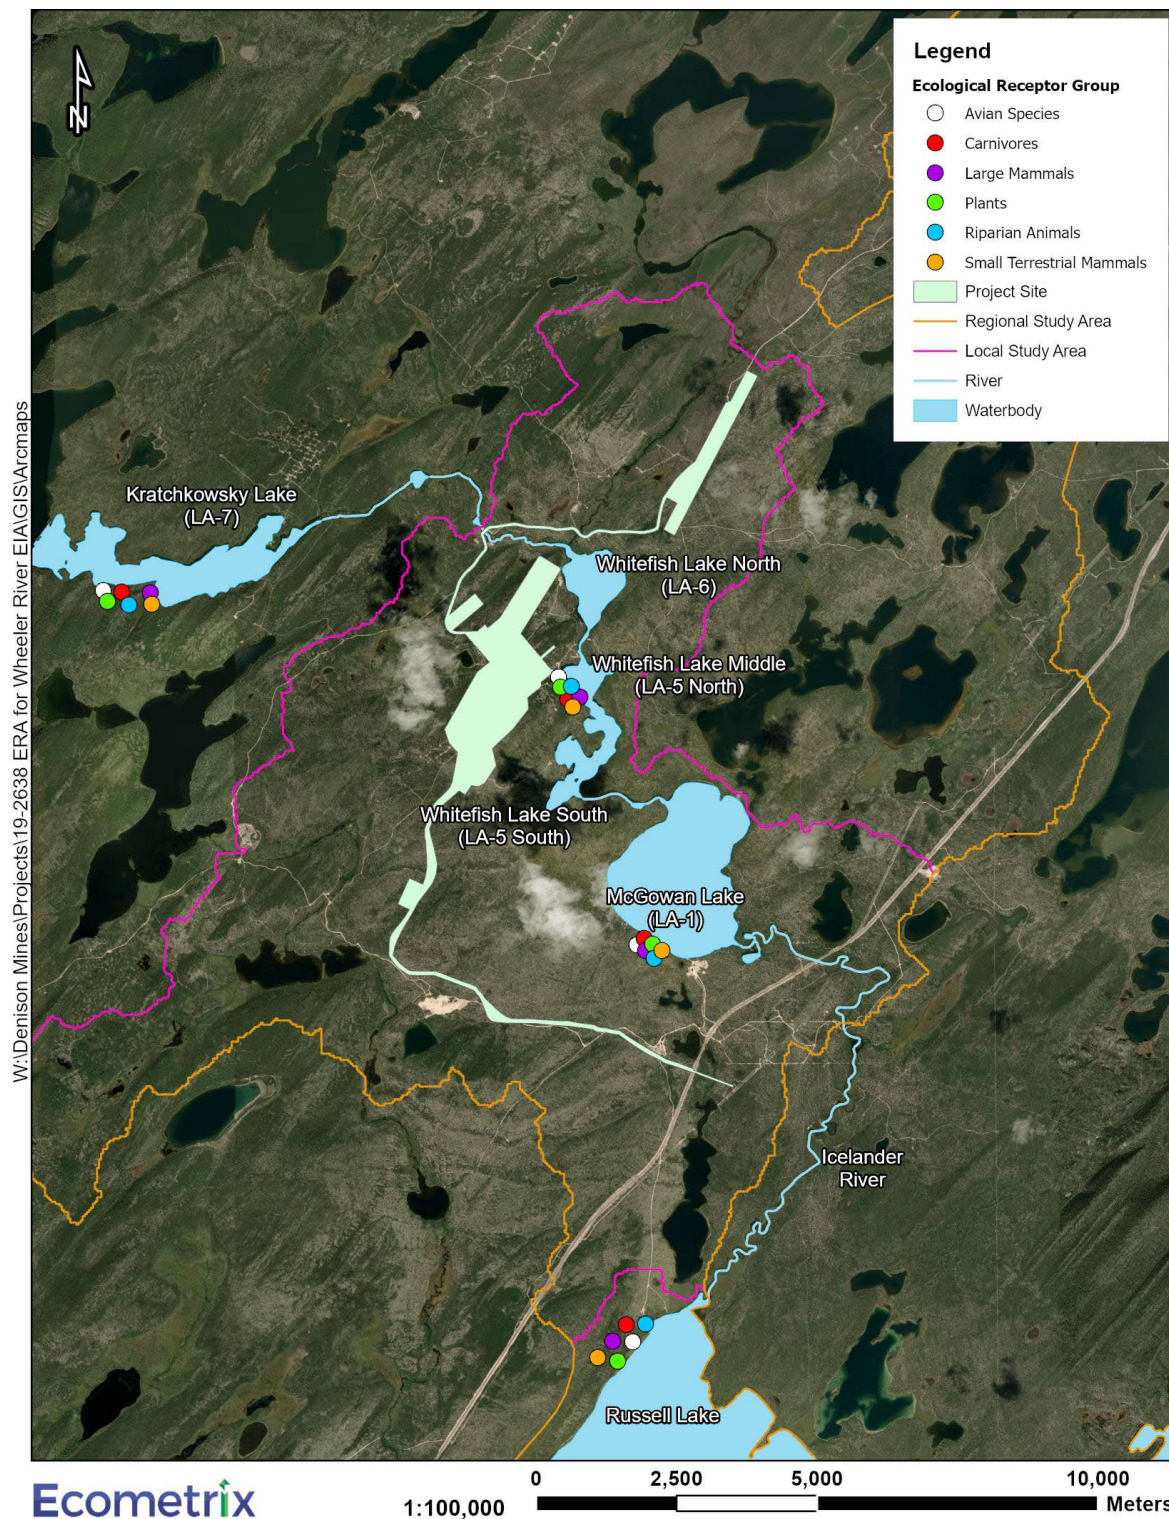 N
Legend
Ecological Receptor Group
Avian Species
Carnivores
Large Mammals
Plants
Riparian Animals
Small Terrestrial Mammals
Project Site
Regional Study Area
Local Study Area
River
Waterbody
W:\Denison Mines\Projects\19-2638 ERA for Wheeler River EIA\GIS\Arcmaps
Kratchkowsky Lake
(LA-7)
Whitefish Lake North
(LA-6)
Whitefish Lake Middle
(LA-5 North)
Whitefish Lake South
(LA-5 South)
McGowan Lake
(LA-1)
Icelander
River
Russell Lake
Ecometrix
1:100,000
0 2,500 5,000 10,000
Meters